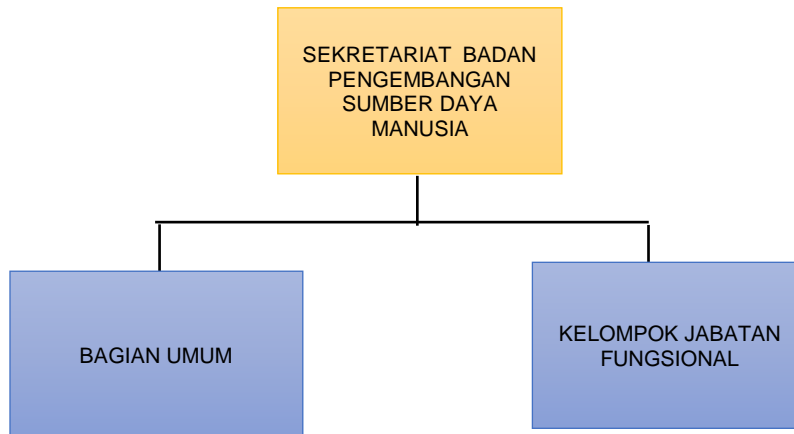 SEKRETARIAT BADAN
PENGEMBANGAN
SUMBER DAYA
MANUSIA
BAGIAN UMUM
KELOMPOK JABATAN
FUNGSIONAL